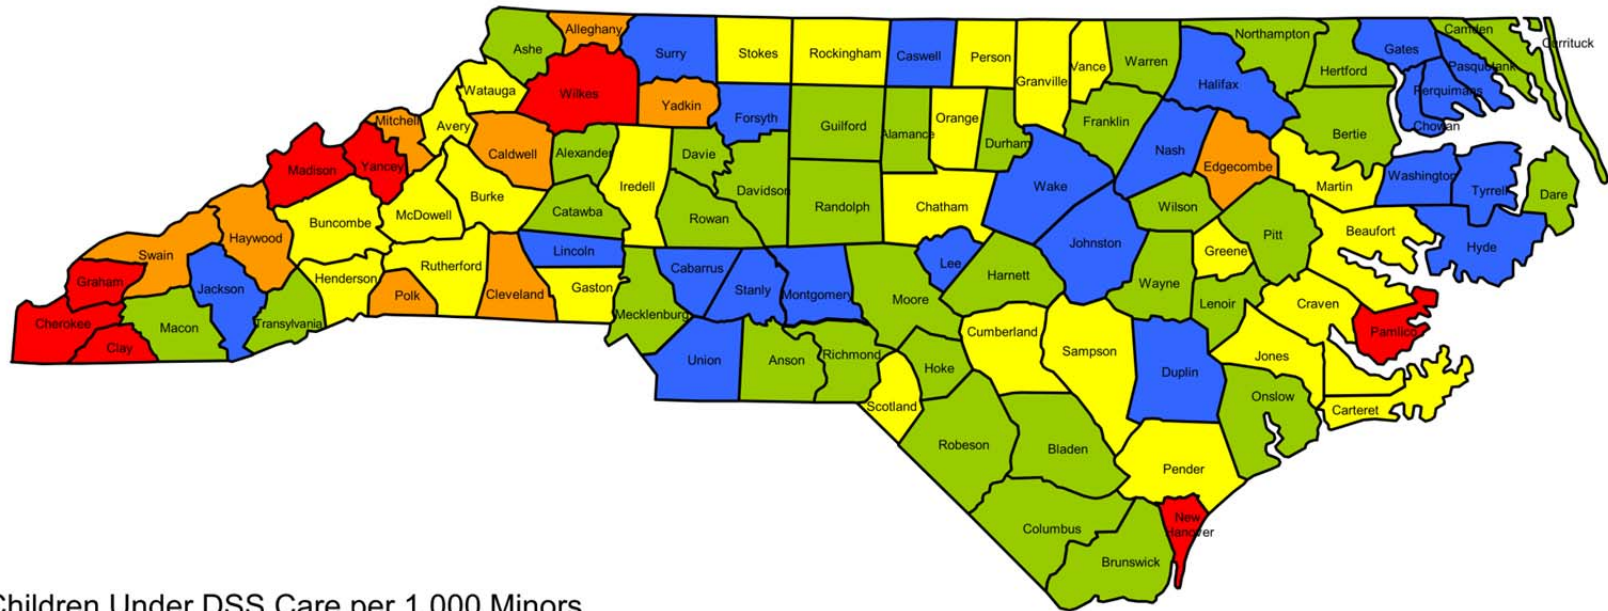 Ashe
Alleghany
Surry
Stokes
Rockingham
Caswell
Person
Granville
Vance
Warren
Northampton
Hertford
Gates
Camden
Currituck
Pasquotank
Perquimans
Chowan
Halifax
Bertie
Watauga
Wilkes
Yadkin
Forsyth
Guilford
Alamance
Orange
Durham
Franklin
Nash
Edgecombe
Martin
Washington
Tyrrell
Dare
Mitchell
Avery
Caldwell
Alexander
Iredell
Davie
Davidson
Randolph
Chatham
Wake
Wilson
Pitt
Beaufort
Hyde
Madison
Yancey
Burke
McDowell
Buncombe
Catawba
Rowan
Lincoln
Johnston
Greene
Haywood
Swain
Graham
Jackson
Henderson
Rutherford
Polk
Cleveland
Gaston
Cabarrus
Stanly
Montgomery
Moore
Lee
Harnett
Wayne
Lenoir
Craven
Pamlico
Cherokee
Clay
Macon
Transylvania
Mecklenburg
Union
Anson
Richmond
Hoke
Cumberland
Sampson
Duplin
Jones
Onslow
Carteret
Scotland
Robeson
Bladen
Pender
Columbus
Brunswick
New
Hanover
Children Under DSS Care per 1,000 Minors